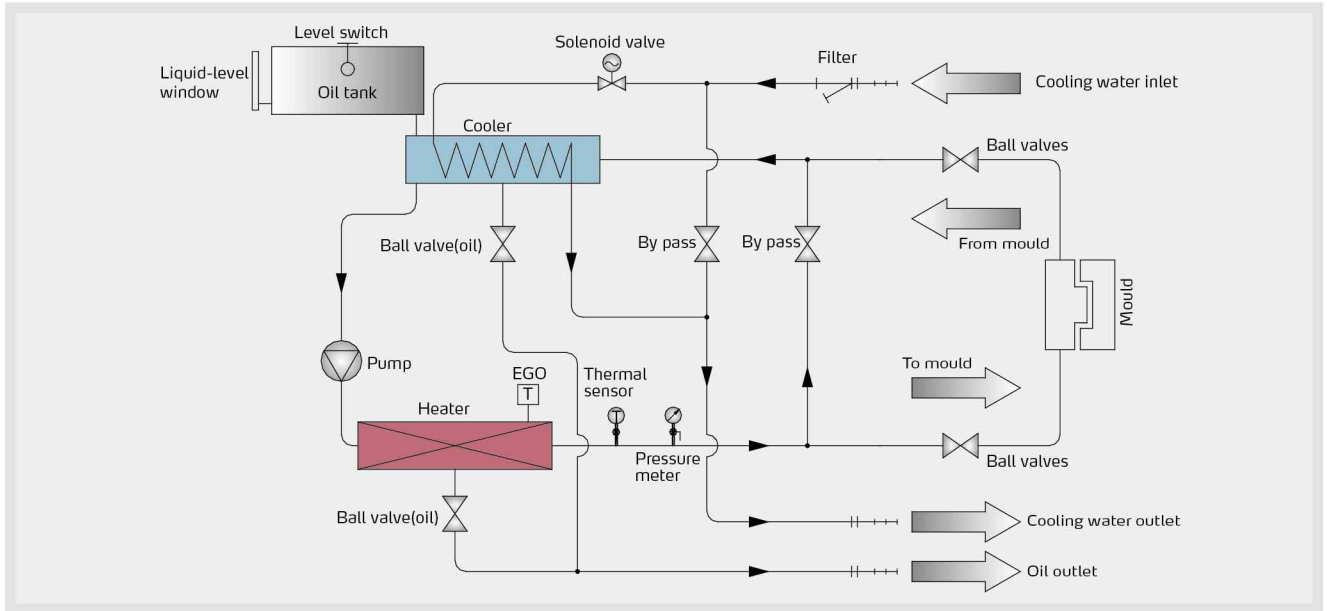 Level switch
Liquid-level
window
Oil tank
Solenoid valve
Filter
Cooling water inlet
Cooler
Ball valves
Ball valve(oil)
By pass
By pass
From mould
Mould
Pump
EGO
T
Thermal
sensor
To mould
Heater
Pressure
meter
Ball valves
Ball valve(oil)
Cooling water outlet
Oil outlet